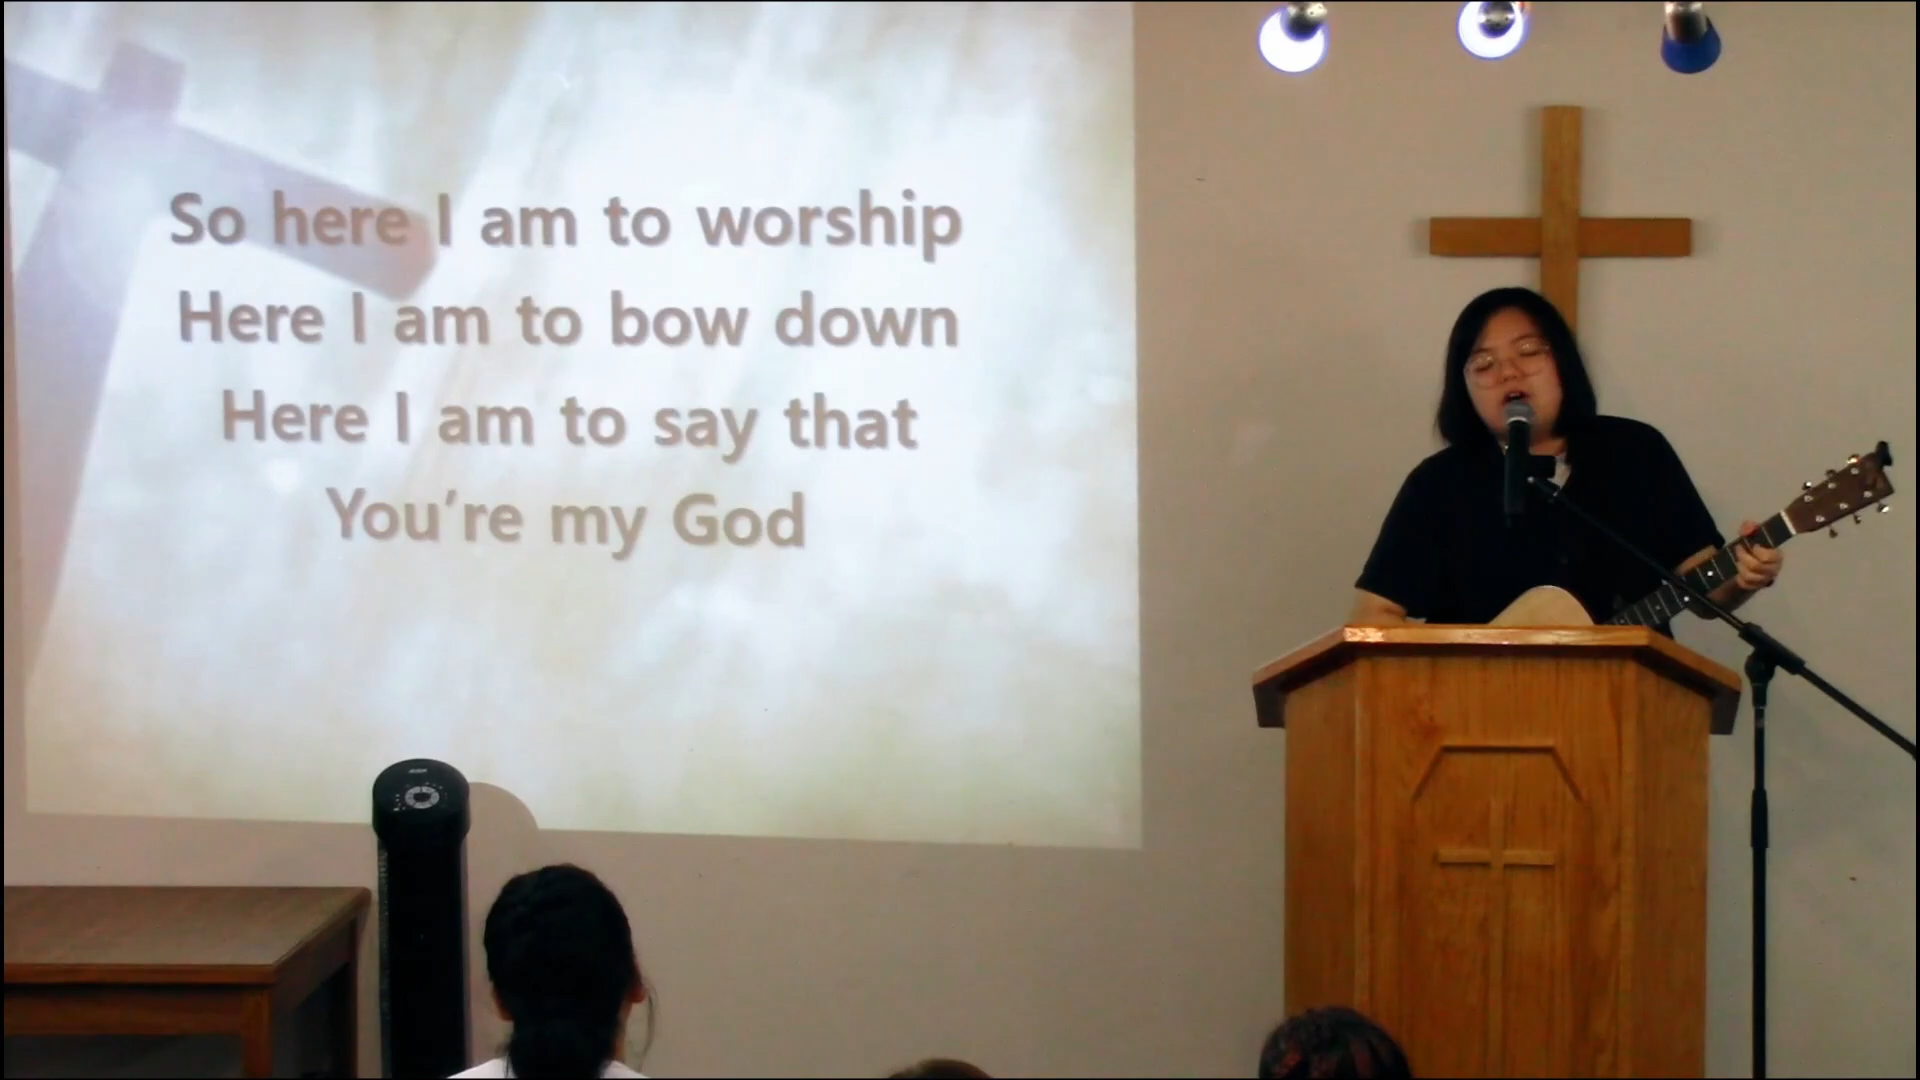 So here I am to worship
Here I am to bow down
Here I am to say that
You're my God